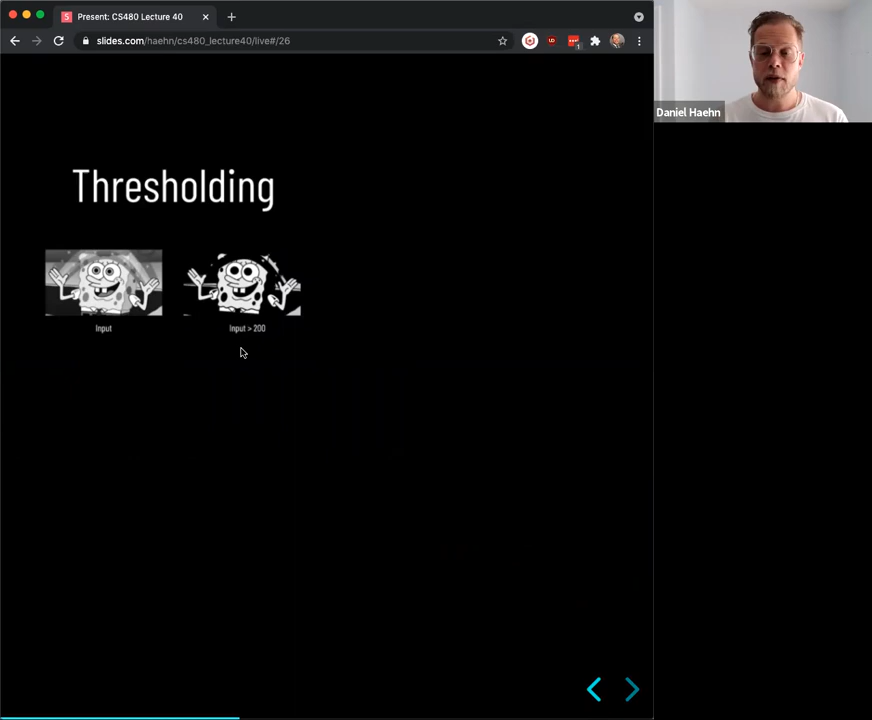 Present: CS480 Lecture 40
slides.com/haehn/cs480_lecture40/live#/26
Daniel Haehn
Thresholding
Input
Input > 200